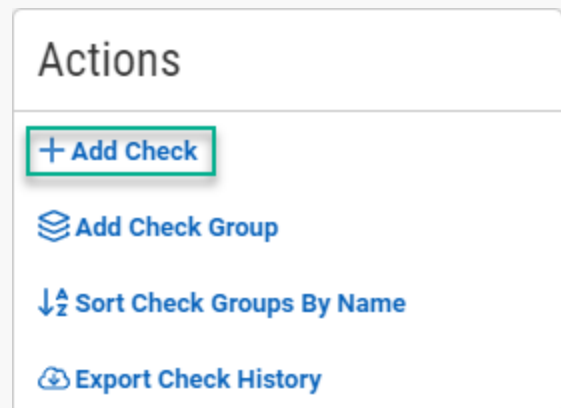 Actions
Add Check
Add Check Group
Sort Check Groups By Name
Export Check History